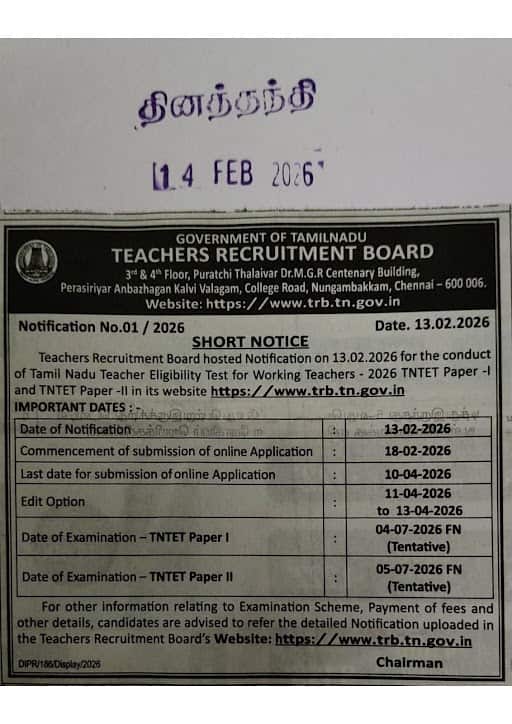 தினத்தந்தி
14 FEB 2026
GOVERNMENT OF TAMILNADU
TEACHERS RECRUITMENT BOARD
3rd & 4th Floor, Puratchi Thalaivar Dr.M.G.R Centenary Building,
Perasiriyar Anbazhagan Kalvi Valagam, College Road, Nungambakkam, Chennai – 600 006.
Website: https://www.trb.tn.gov.in
Notification No.01 / 2026 Date. 13.02.2026
SHORT NOTICE
Teachers Recruitment Board hosted Notification on 13.02.2026 for the conduct
of Tamil Nadu Teacher Eligibility Test for Working Teachers - 2026 TNTET Paper -I
and TNTET Paper -II in its website https://www.trb.tn.gov.in
IMPORTANT DATES : -
Date of Notification : 13-02-2026
Commencement of submission of online Application : 18-02-2026
Last date for submission of online Application : 10-04-2026
Edit Option : 11-04-2026
to 13-04-2026
Date of Examination – TNTET Paper I : 04-07-2026 FN
(Tentative)
Date of Examination – TNTET Paper II : 05-07-2026 FN
(Tentative)
For other information relating to Examination Scheme, Payment of fees and
other details, candidates are advised to refer the detailed Notification uploaded in
the Teachers Recruitment Board's Website: https://www.trb.tn.gov.in
DIPR/186/Display/2026 Chairman